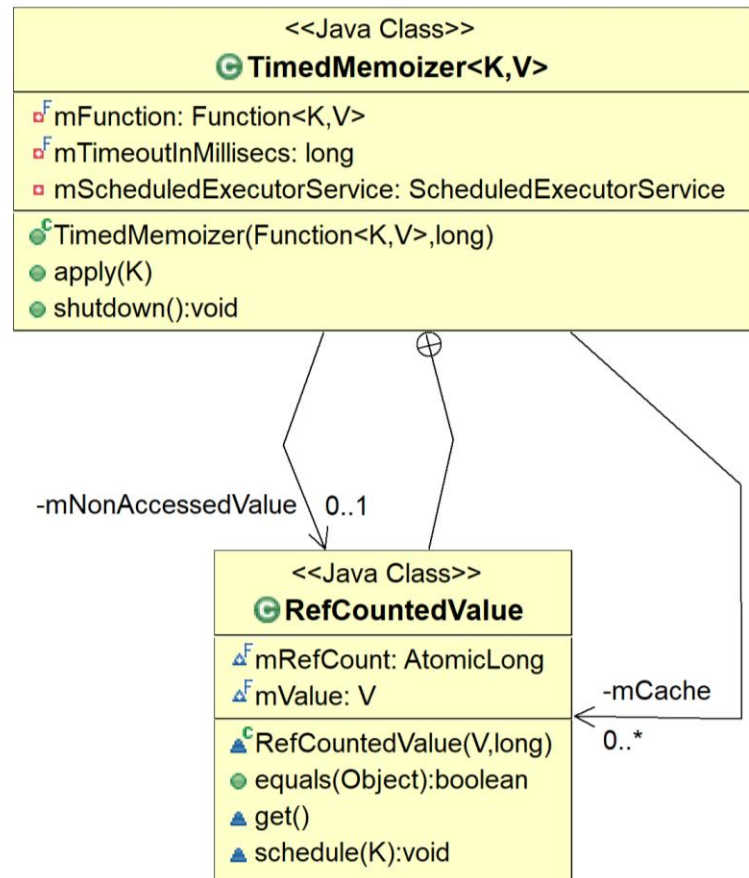 <<Java Class>>
C TimedMemoizer<K,V>
F mFunction: Function<K,V>
F mTimeoutInMillisecs: long
mScheduledExecutorService: ScheduledExecutorService
C TimedMemoizer(Function<K,V>,long)
apply(K)
shutdown():void
-mNonAccessedValue 0..1
<<Java Class>>
C RefCountedValue
F mRefCount: AtomicLong
F mValue: V
C RefCountedValue(V,long)
equals(Object):boolean
get()
schedule(K):void
-mCache
0..*